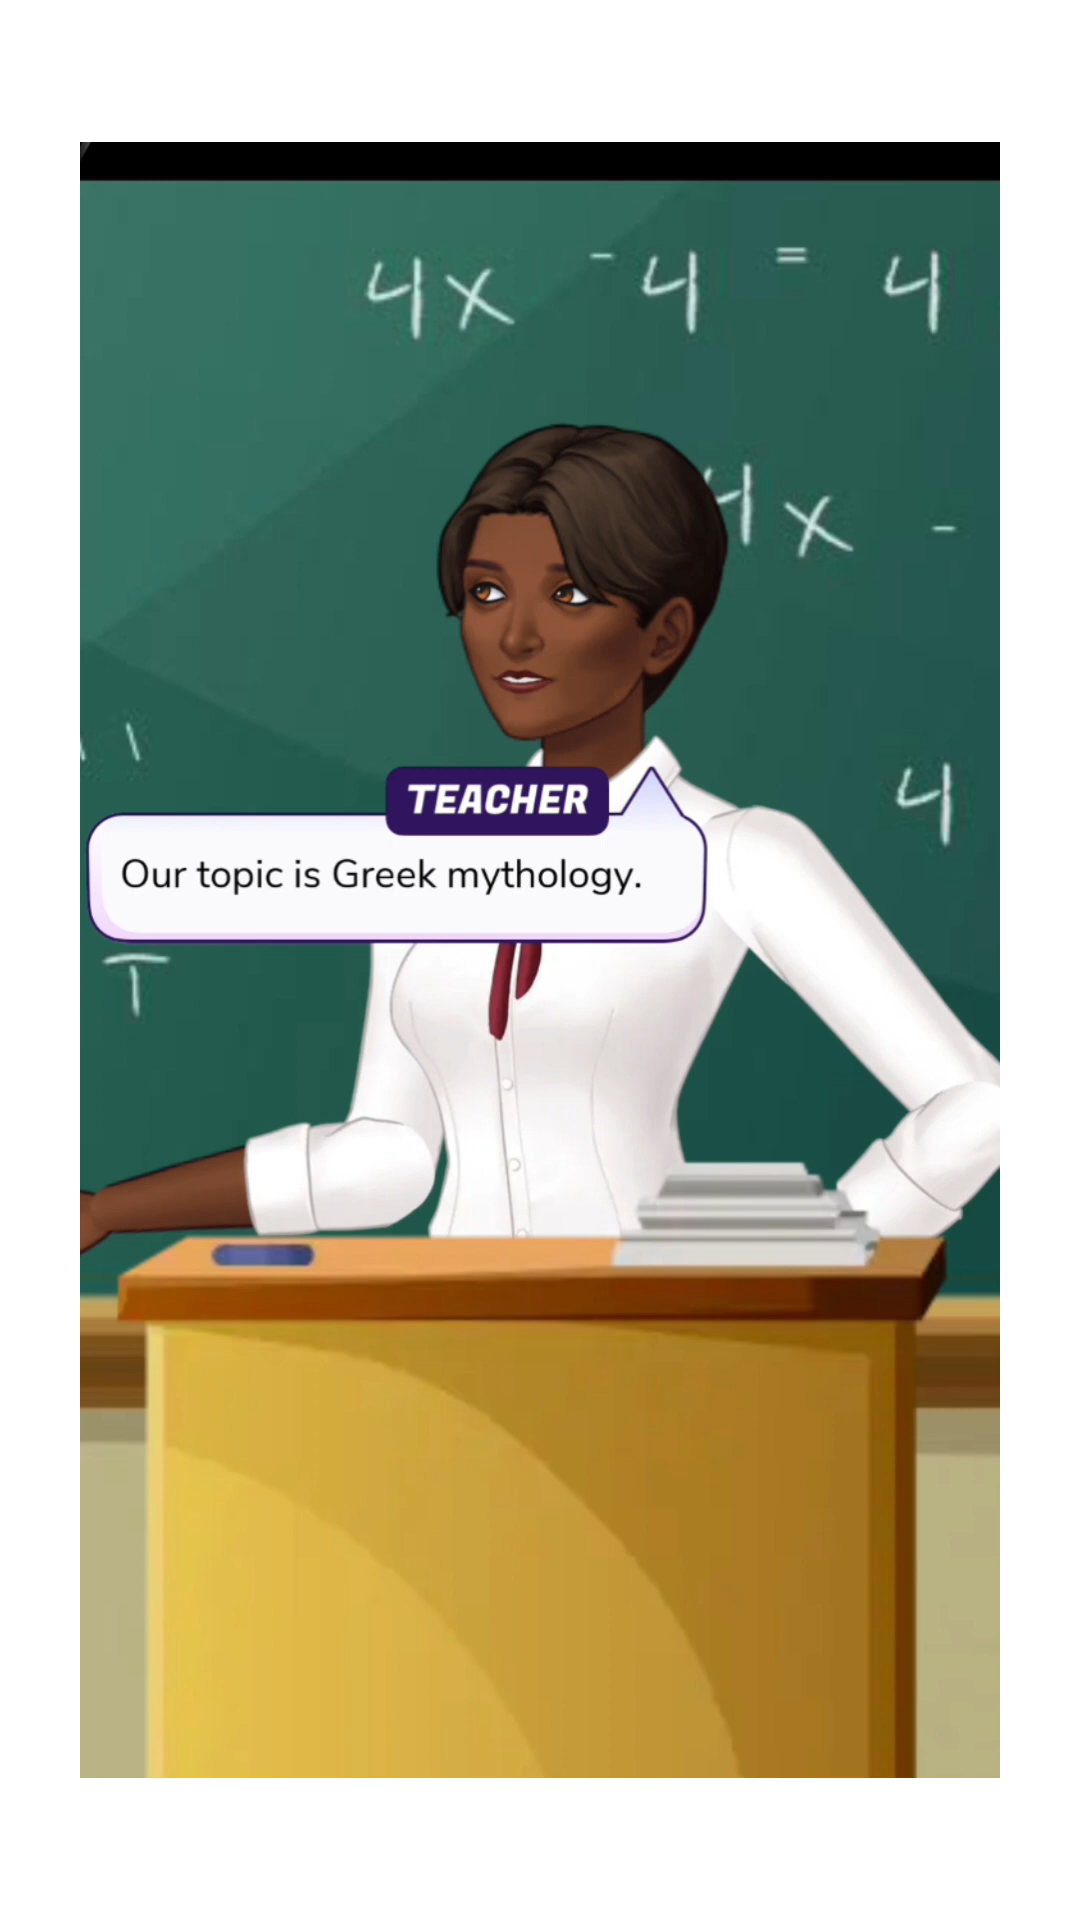 4x - 4 = 4
4x -
4
TEACHER
Our topic is Greek mythology.
T